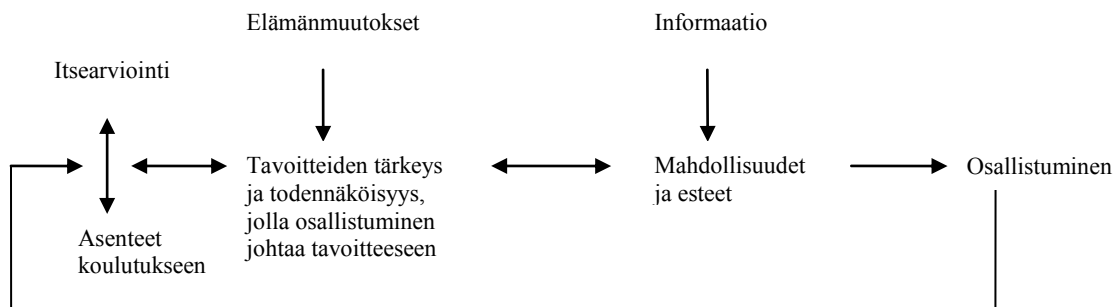 Elämänmuutokset
Informaatio
Itsearviointi
Tavoitteiden tärkeys
ja todennäköisyys,
jolla osallistuminen
johtaa tavoitteeseen
Mahdollisuudet
ja esteet
Osallistuminen
Asenteet
koulutukseen